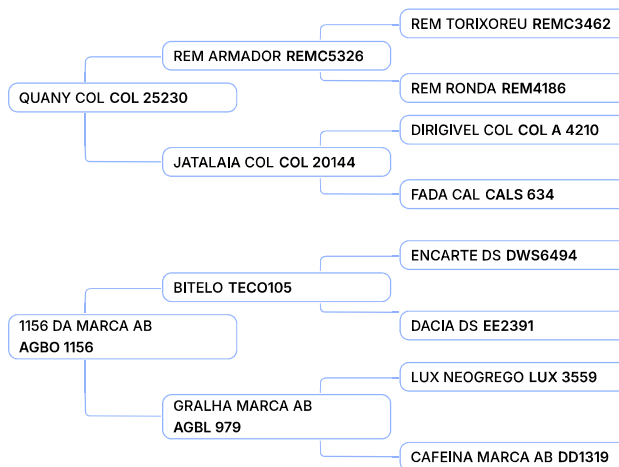 REM TORIXOREU REMC3462
REM ARMADOR REMC5326
REM RONDA REM4186
QUANY COL COL 25230
DIRIGIVEL COL COL A 4210
JATALAIA COL COL 20144
FADA CAL CALS 634
ENCARTE DS DWS6494
BITELO TECO105
DACIA DS EE2391
1156 DA MARCA AB
AGBO 1156
LUX NEOGREGO LUX 3559
GRALHA MARCA AB
AGBL 979
CAFEINA MARCA AB DD1319